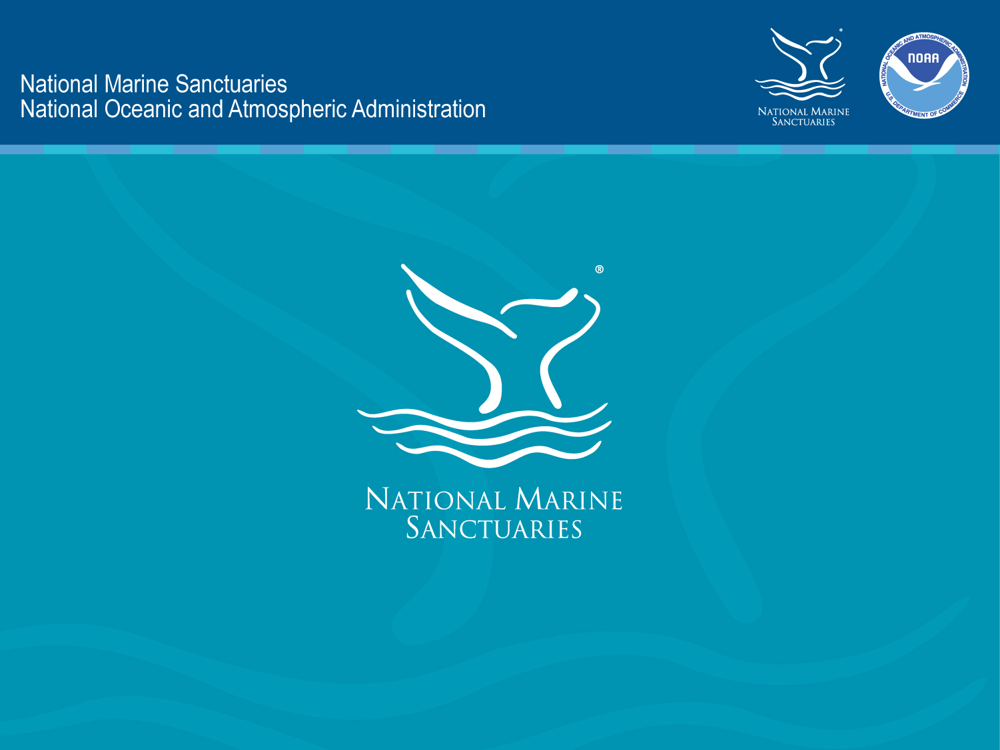 National Marine Sanctuaries
National Oceanic and Atmospheric Administration
®
NATIONAL MARINE
SANCTUARIES
NATIONAL OCEANIC AND ATMOSPHERIC ADMINISTRATION
NOAA
U.S. DEPARTMENT OF COMMERCE
®
NATIONAL MARINE
SANCTUARIES